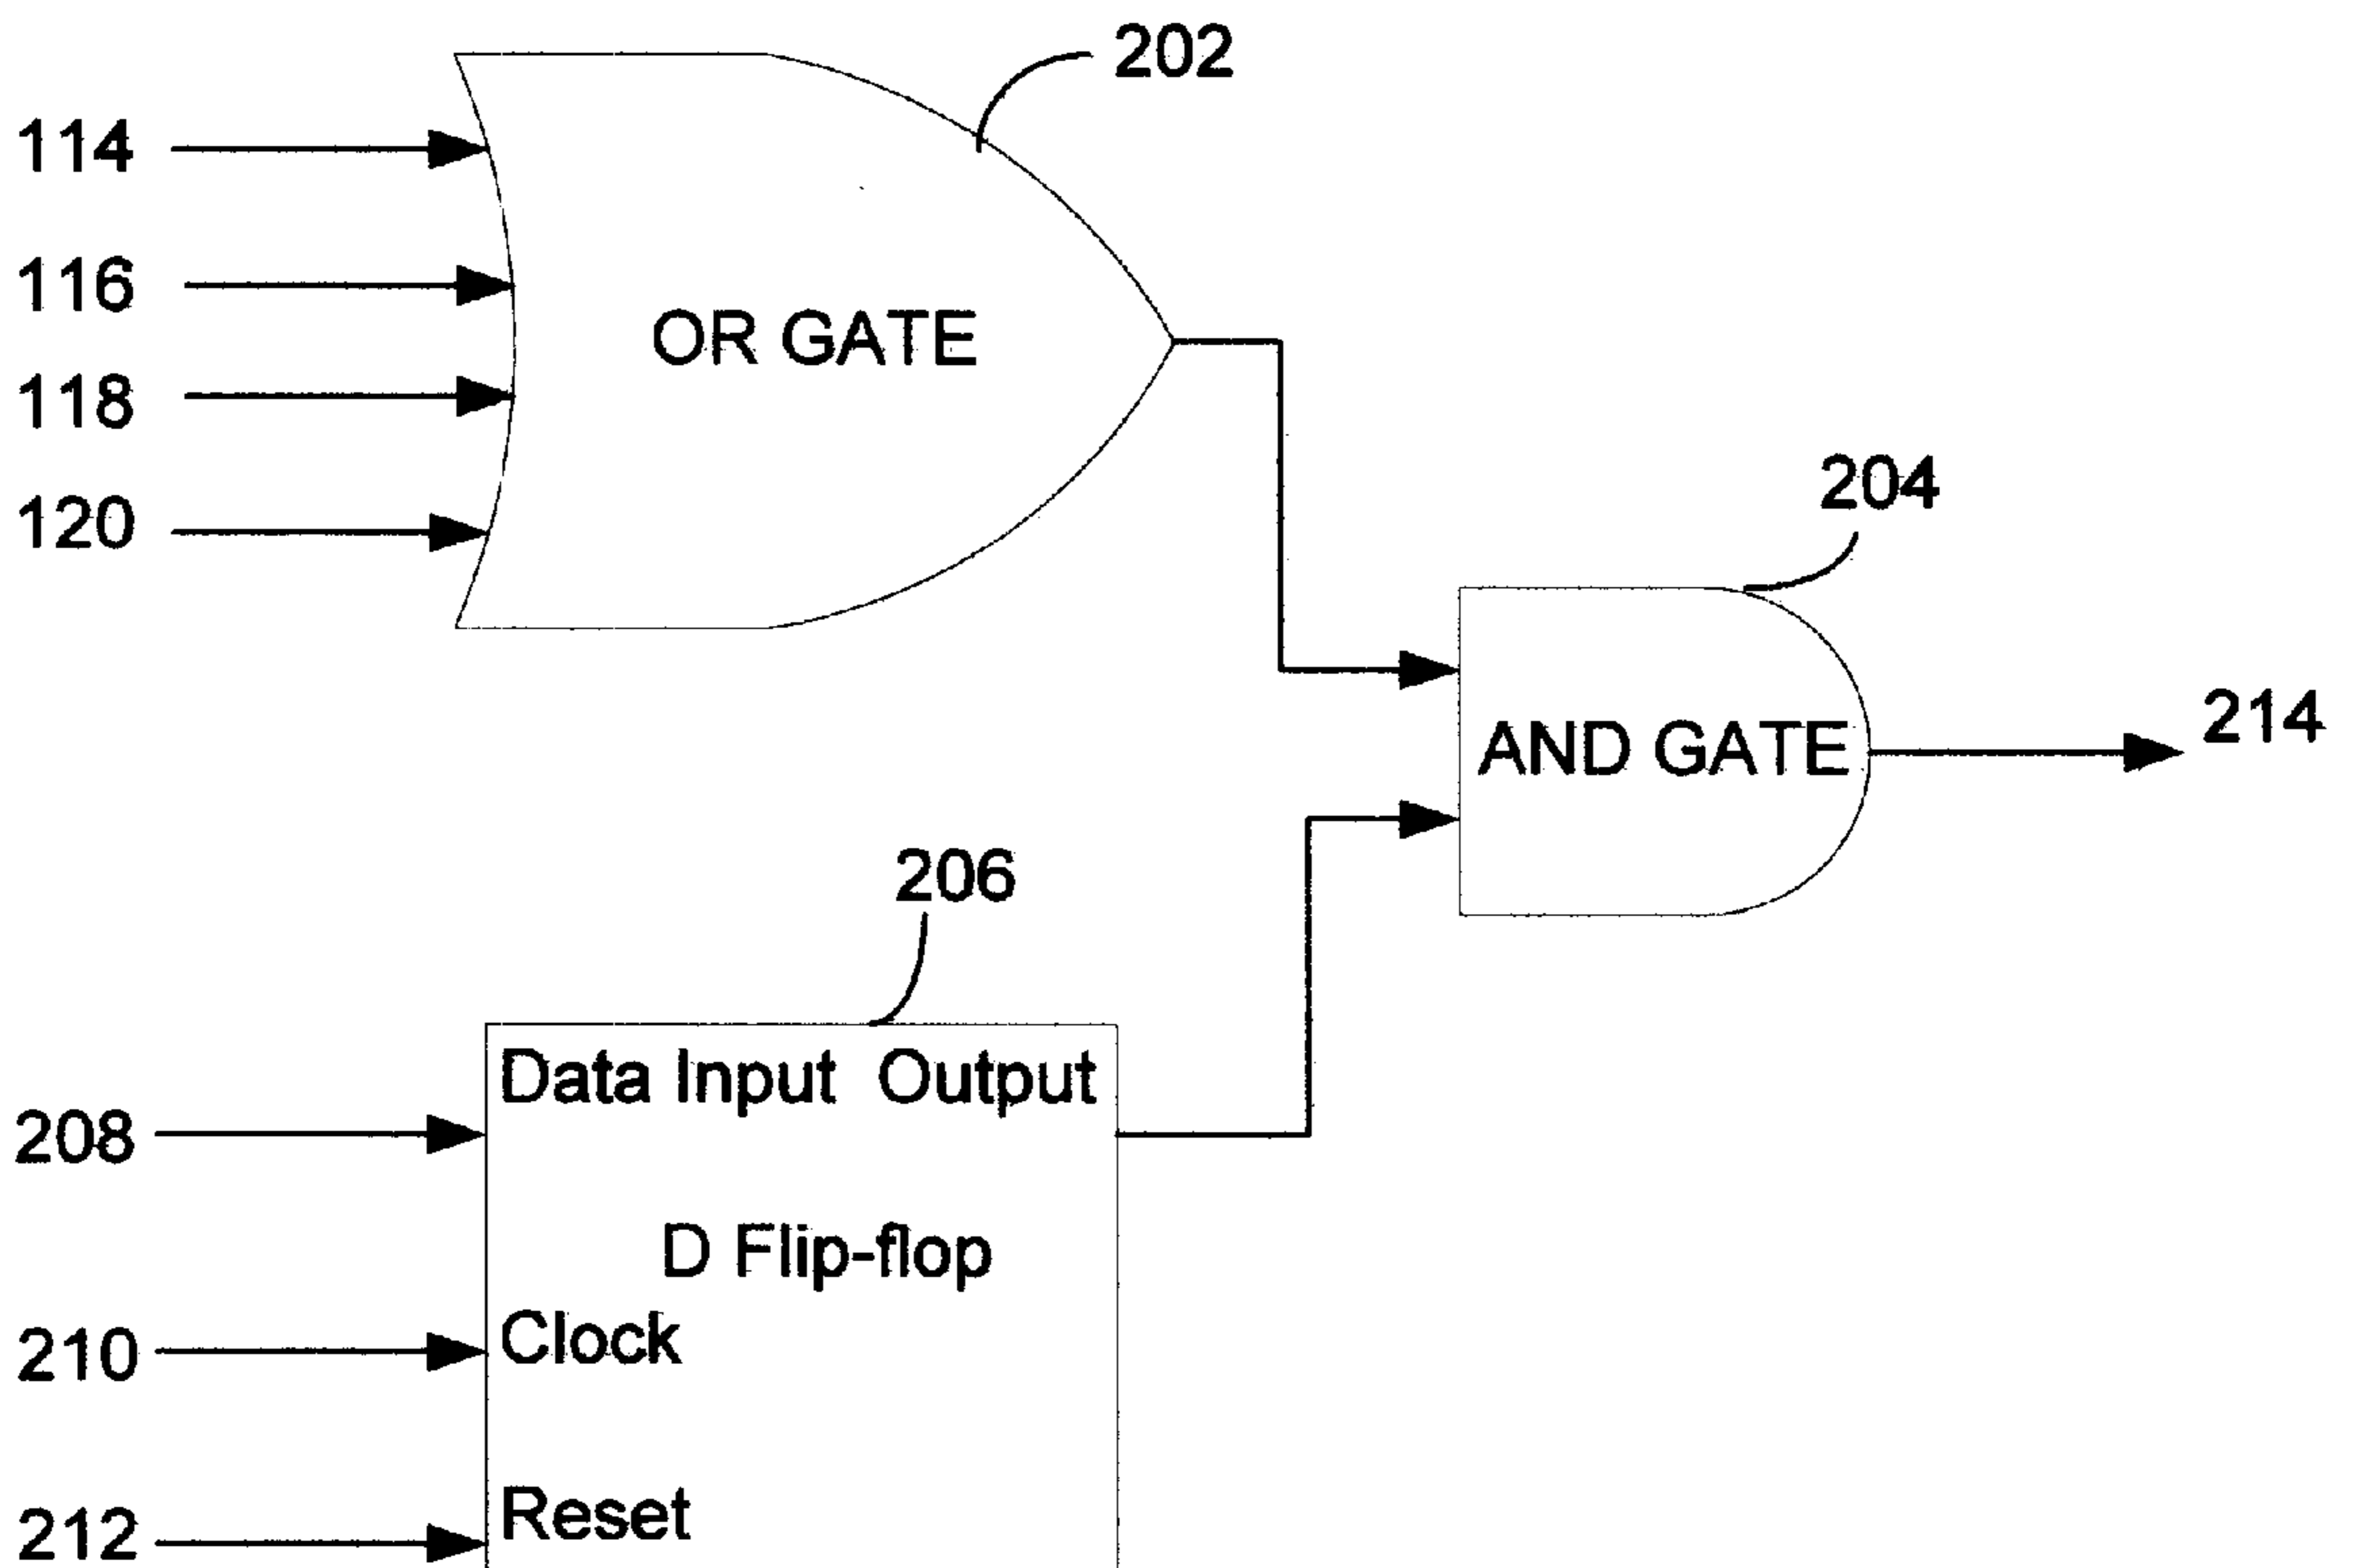 202
114
116
OR GATE
118
120
204
214
AND GATE
206
Data Input Output
208
D Flip-flop
210
Clock
212
Reset